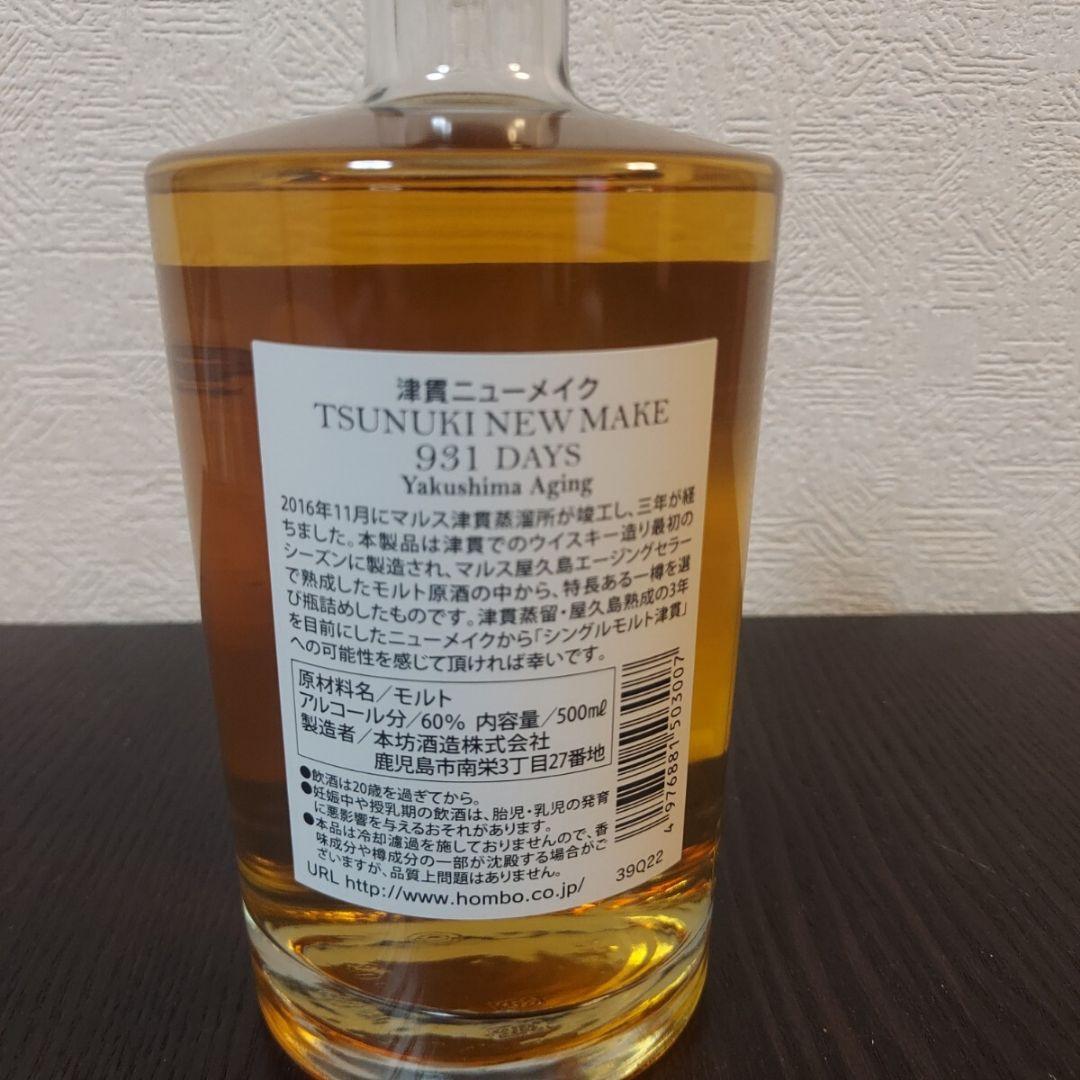 津貫ニューメイク
TSUNUKI NEW MAKE
931 DAYS
Yakushima Aging
2016年11月にマルス津貫蒸溜所が竣工し、三年が経
ちました。本製品は津貫でのウイスキー造り最初の
シーズンに製造され、マルス屋久島エージングセラー
で熟成したモルト原酒の中から、特長ある一樽を選
び瓶詰めしたものです。津貫蒸留・屋久島熟成の3年
を目前にしたニューメイクから「シングルモルト津貫」
への可能性を感じて頂ければ幸いです。
原材料名／モルト
アルコール分／60% 内容量／500㎖
製造者／本坊酒造株式会社
鹿児島市南栄3丁目27番地
●飲酒は20歳を過ぎてから。
●妊娠中や授乳期の飲酒は、胎児・乳児の発育
に悪影響を与えるおそれがあります。
●本品は冷却濾過を施しておりませんので、香
味成分や樽成分の一部が沈殿する場合がご
ざいますが、品質上問題はありません。
URL http://www.hombo.co.jp/
39Q22
4976881503007